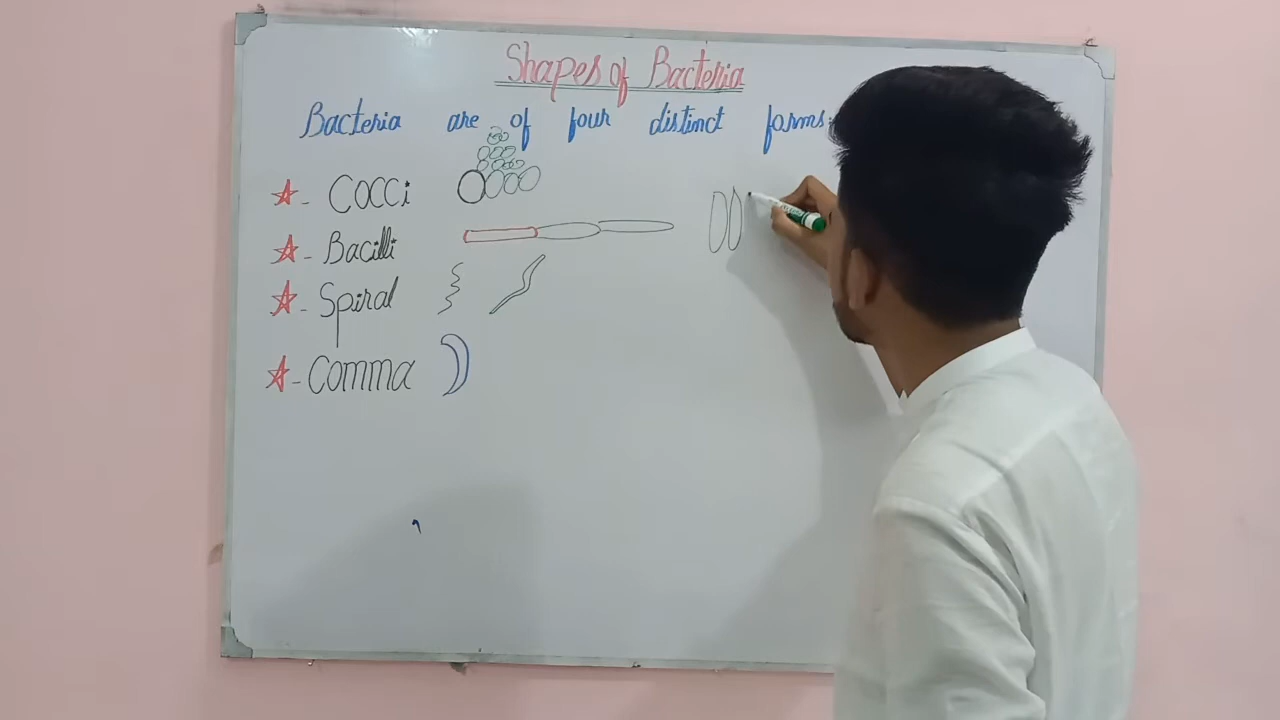 Shapes of Bacteria
Bacteria are of four distinct forms:
- Cocci
- Bacilli
- Spiral
- Comma